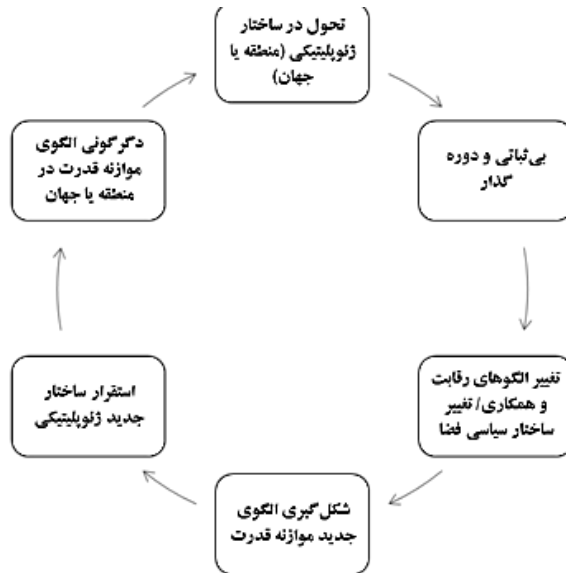 تحول در ساختار
ژئوپلیتیکی (منطقه یا
جهان)
بی‌ثباتی و دوره
گذار
تغییر الگوهای رقابت
و همکاری/ تغییر
ساختار سیاسی فضا
شکل‌گیری الگوی
جدید موازنه قدرت
استقرار ساختار
جدید ژئوپلیتیکی
دگرگونی الگوی
موازنه قدرت در
منطقه یا جهان